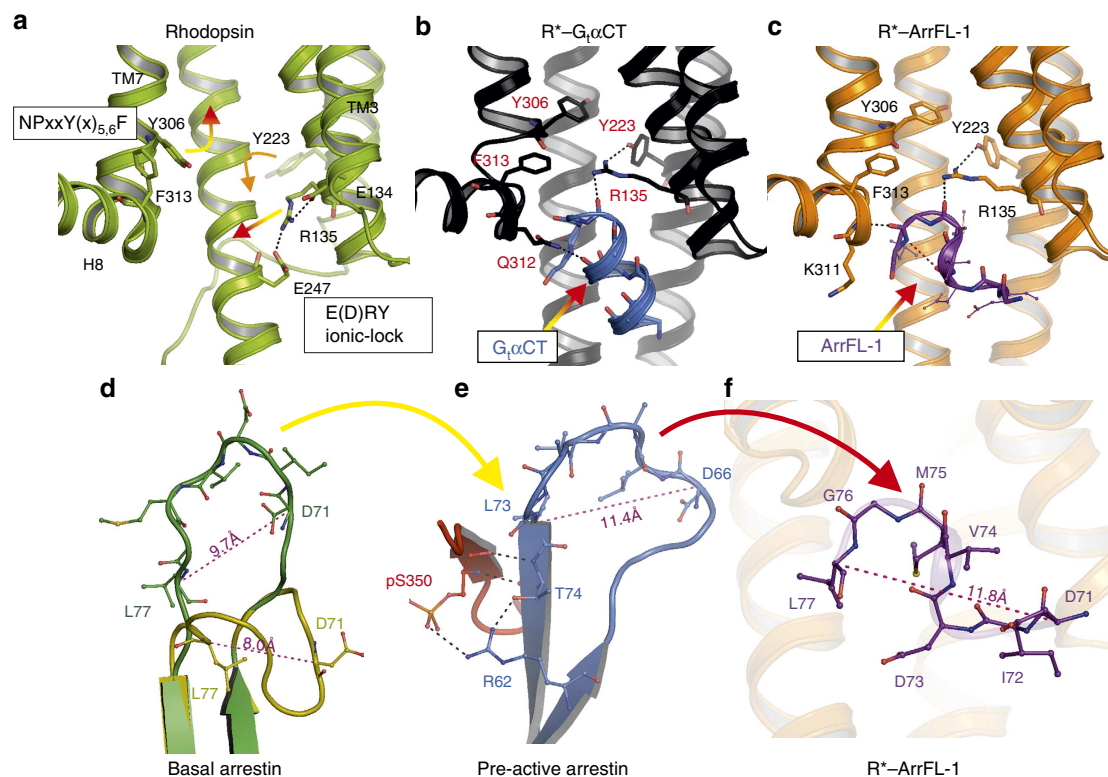 a
Rhodopsin
TM7
TM3
NPxxY(x)5,6F
Y306
Y223
F313
E134
R135
H8
E247
E(D)RY
ionic-lock
b
R*–GtαCT
Y306
Y223
F313
R135
Q312
GtαCT
c
R*–ArrFL-1
Y306
Y223
F313
R135
K311
ArrFL-1
d
D71
9.7Å
L77
D71
8.0Å
L77
Basal arrestin
e
D66
L73
11.4Å
pS350
T74
R62
Pre-active arrestin
f
M75
G76
V74
L77
11.8Å
D71
D73
I72
R*–ArrFL-1